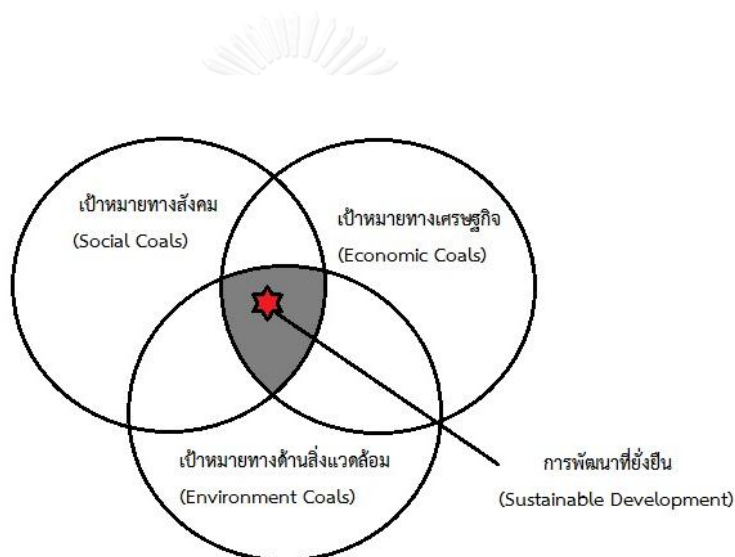 เป้าหมายทางสังคม
(Social Coals)
เป้าหมายทางเศรษฐกิจ
(Economic Coals)
เป้าหมายทางด้านสิ่งแวดล้อม
(Environment Coals)
การพัฒนาที่ยั่งยืน
(Sustainable Development)